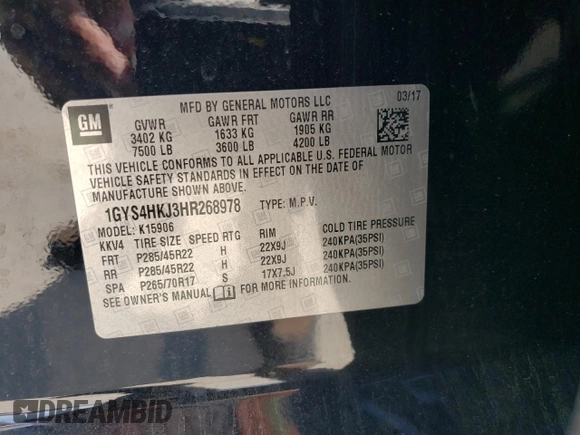 GM
MFD BY GENERAL MOTORS LLC
03/17
GVWR GAWR FRT GAWR RR
3402 KG 1633 KG 1905 KG
7500 LB 3600 LB 4200 LB
THIS VEHICLE CONFORMS TO ALL APPLICABLE U.S. FEDERAL MOTOR
VEHICLE SAFETY STANDARDS IN EFFECT ON THE DATE OF
MANUFACTURE SHOWN ABOVE.
1GYS4HKJ3HR268978 TYPE: M.P.V.
MODEL: K15906
KKV4 TIRE SIZE SPEED RTG RIM COLD TIRE PRESSURE
FRT P285/45R22 H 22X9J 240KPA(35PSI)
RR P285/45R22 H 22X9J 240KPA(35PSI)
SPA P265/70R17 S 17X7.5J 240KPA(35PSI)
SEE OWNER'S MANUAL FOR MORE INFORMATION.
DREAMBID